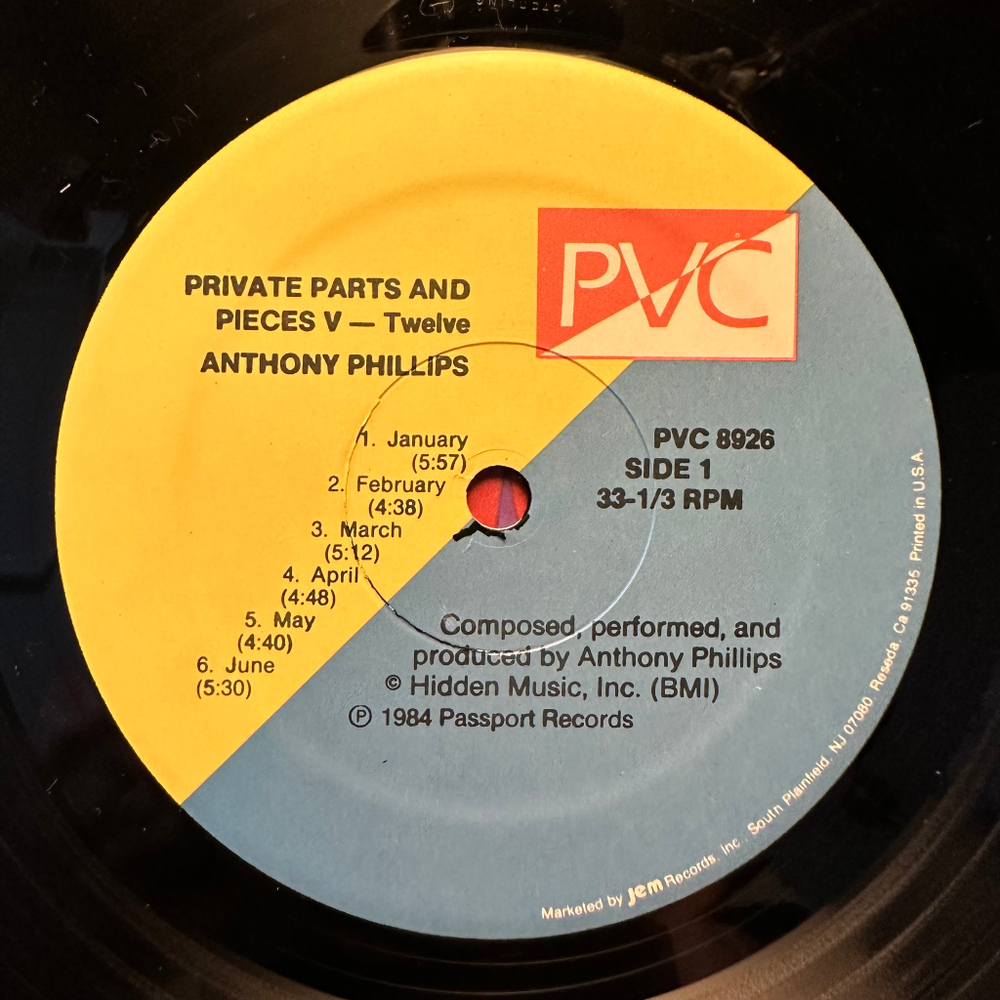 PRIVATE PARTS AND
PIECES V — Twelve
ANTHONY PHILLIPS
1. January
(5:57)
2. February
(4:38)
3. March
(5:12)
4. April
(4:48)
5. May
(4:40)
6. June
(5:30)
PVC
PVC 8926
SIDE 1
33-1/3 RPM
Composed, performed, and
produced by Anthony Phillips
© Hidden Music, Inc. (BMI)
℗ 1984 Passport Records
Marketed by Jem Records, Inc., South Plainfield, NJ 07080 Reseda, Ca 91335 Printed in U.S.A.